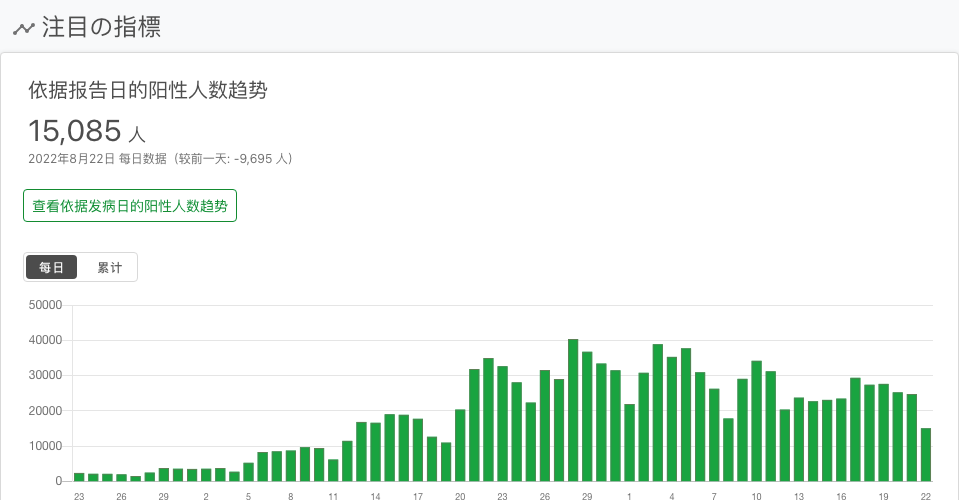 注目の指標
依据报告日的阳性人数趋势
15,085 人
2022年8月22日 每日数据（较前一天: -9,695 人）
查看依据发病日的阳性人数趋势
每日 累计
50000
40000
30000
20000
10000
0
23 26 29 2 5 8 11 14 17 20 23 26 29 1 4 7 10 13 16 19 22